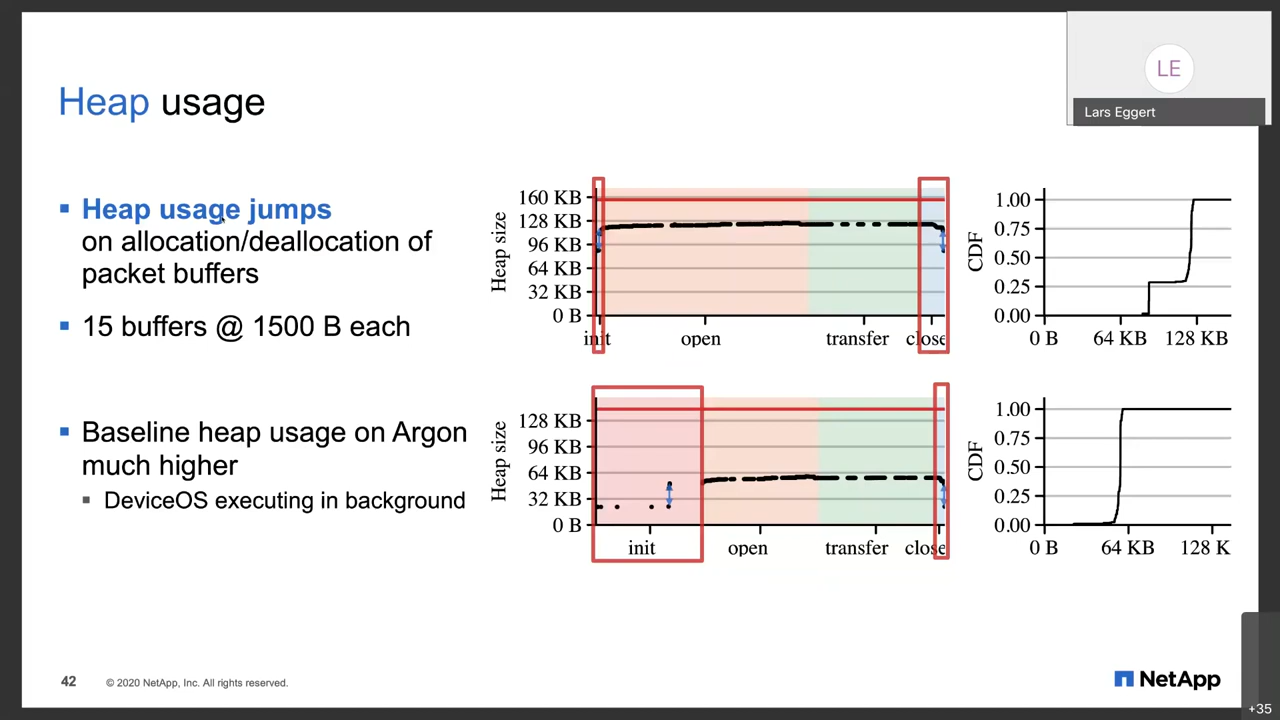 LE
Lars Eggert
Heap usage
Heap usage jumps
on allocation/deallocation of
packet buffers
15 buffers @ 1500 B each
Baseline heap usage on Argon
much higher
DeviceOS executing in background
Heap size
160 KB
128 KB
96 KB
64 KB
32 KB
0 B
init
open
transfer
close
CDF
1.00
0.75
0.50
0.25
0.00
0 B
64 KB
128 KB
Heap size
128 KB
96 KB
64 KB
32 KB
0 B
init
open
transfer
close
CDF
1.00
0.75
0.50
0.25
0.00
0 B
64 KB
128 K
42
© 2020 NetApp, Inc. All rights reserved.
NetApp
+35